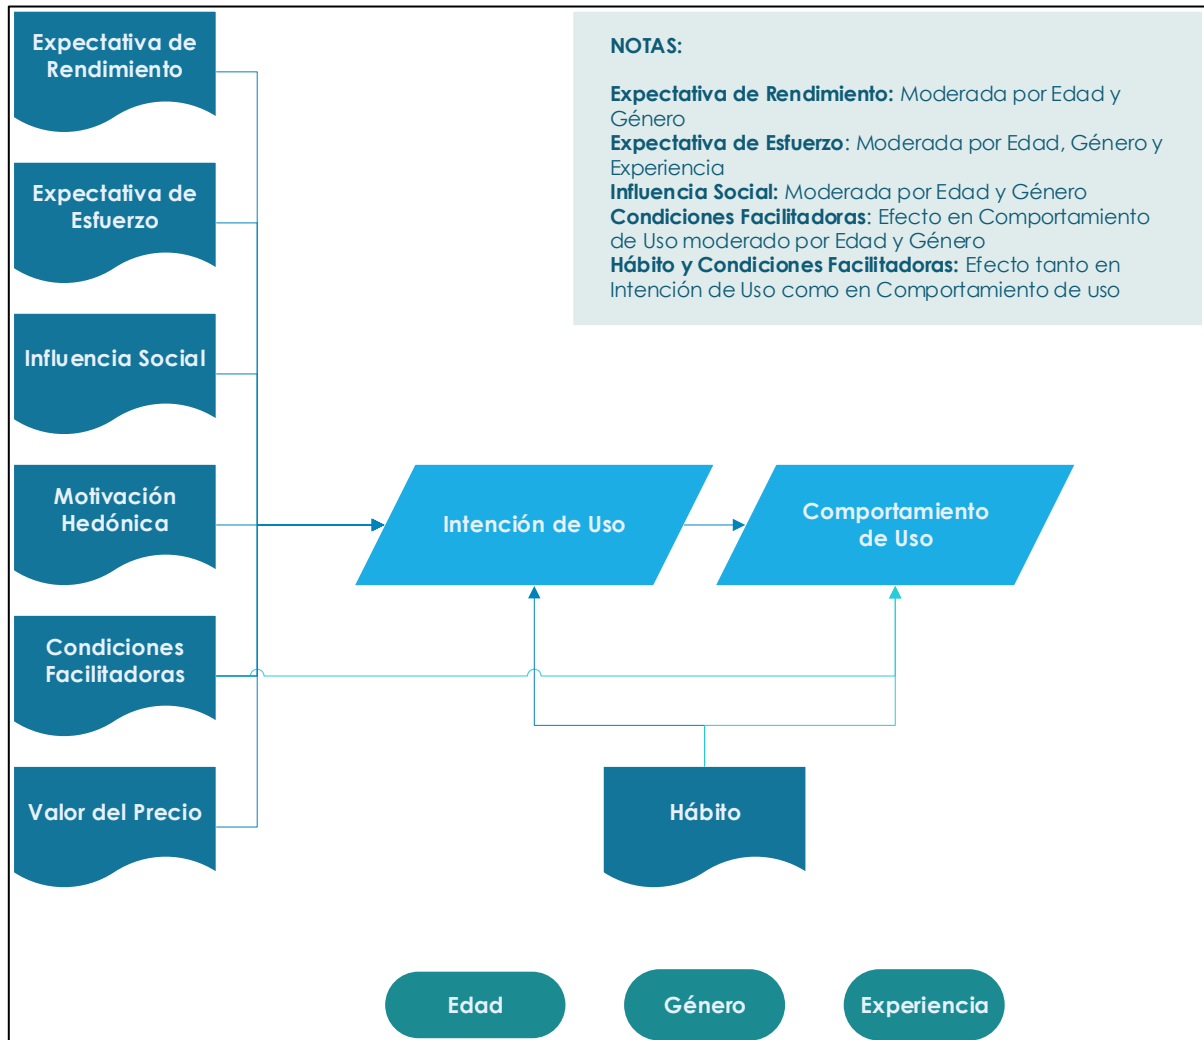 Expectativa de
Rendimiento
Expectativa de
Esfuerzo
Influencia Social
Motivación
Hedónica
Condiciones
Facilitadoras
Valor del Precio
NOTAS:
Expectativa de Rendimiento: Moderada por Edad y
Género
Expectativa de Esfuerzo: Moderada por Edad, Género y
Experiencia
Influencia Social: Moderada por Edad y Género
Condiciones Facilitadoras: Efecto en Comportamiento
de Uso moderado por Edad y Género
Hábito y Condiciones Facilitadoras: Efecto tanto en
Intención de Uso como en Comportamiento de uso
Intención de Uso
Comportamiento
de Uso
Hábito
Edad
Género
Experiencia